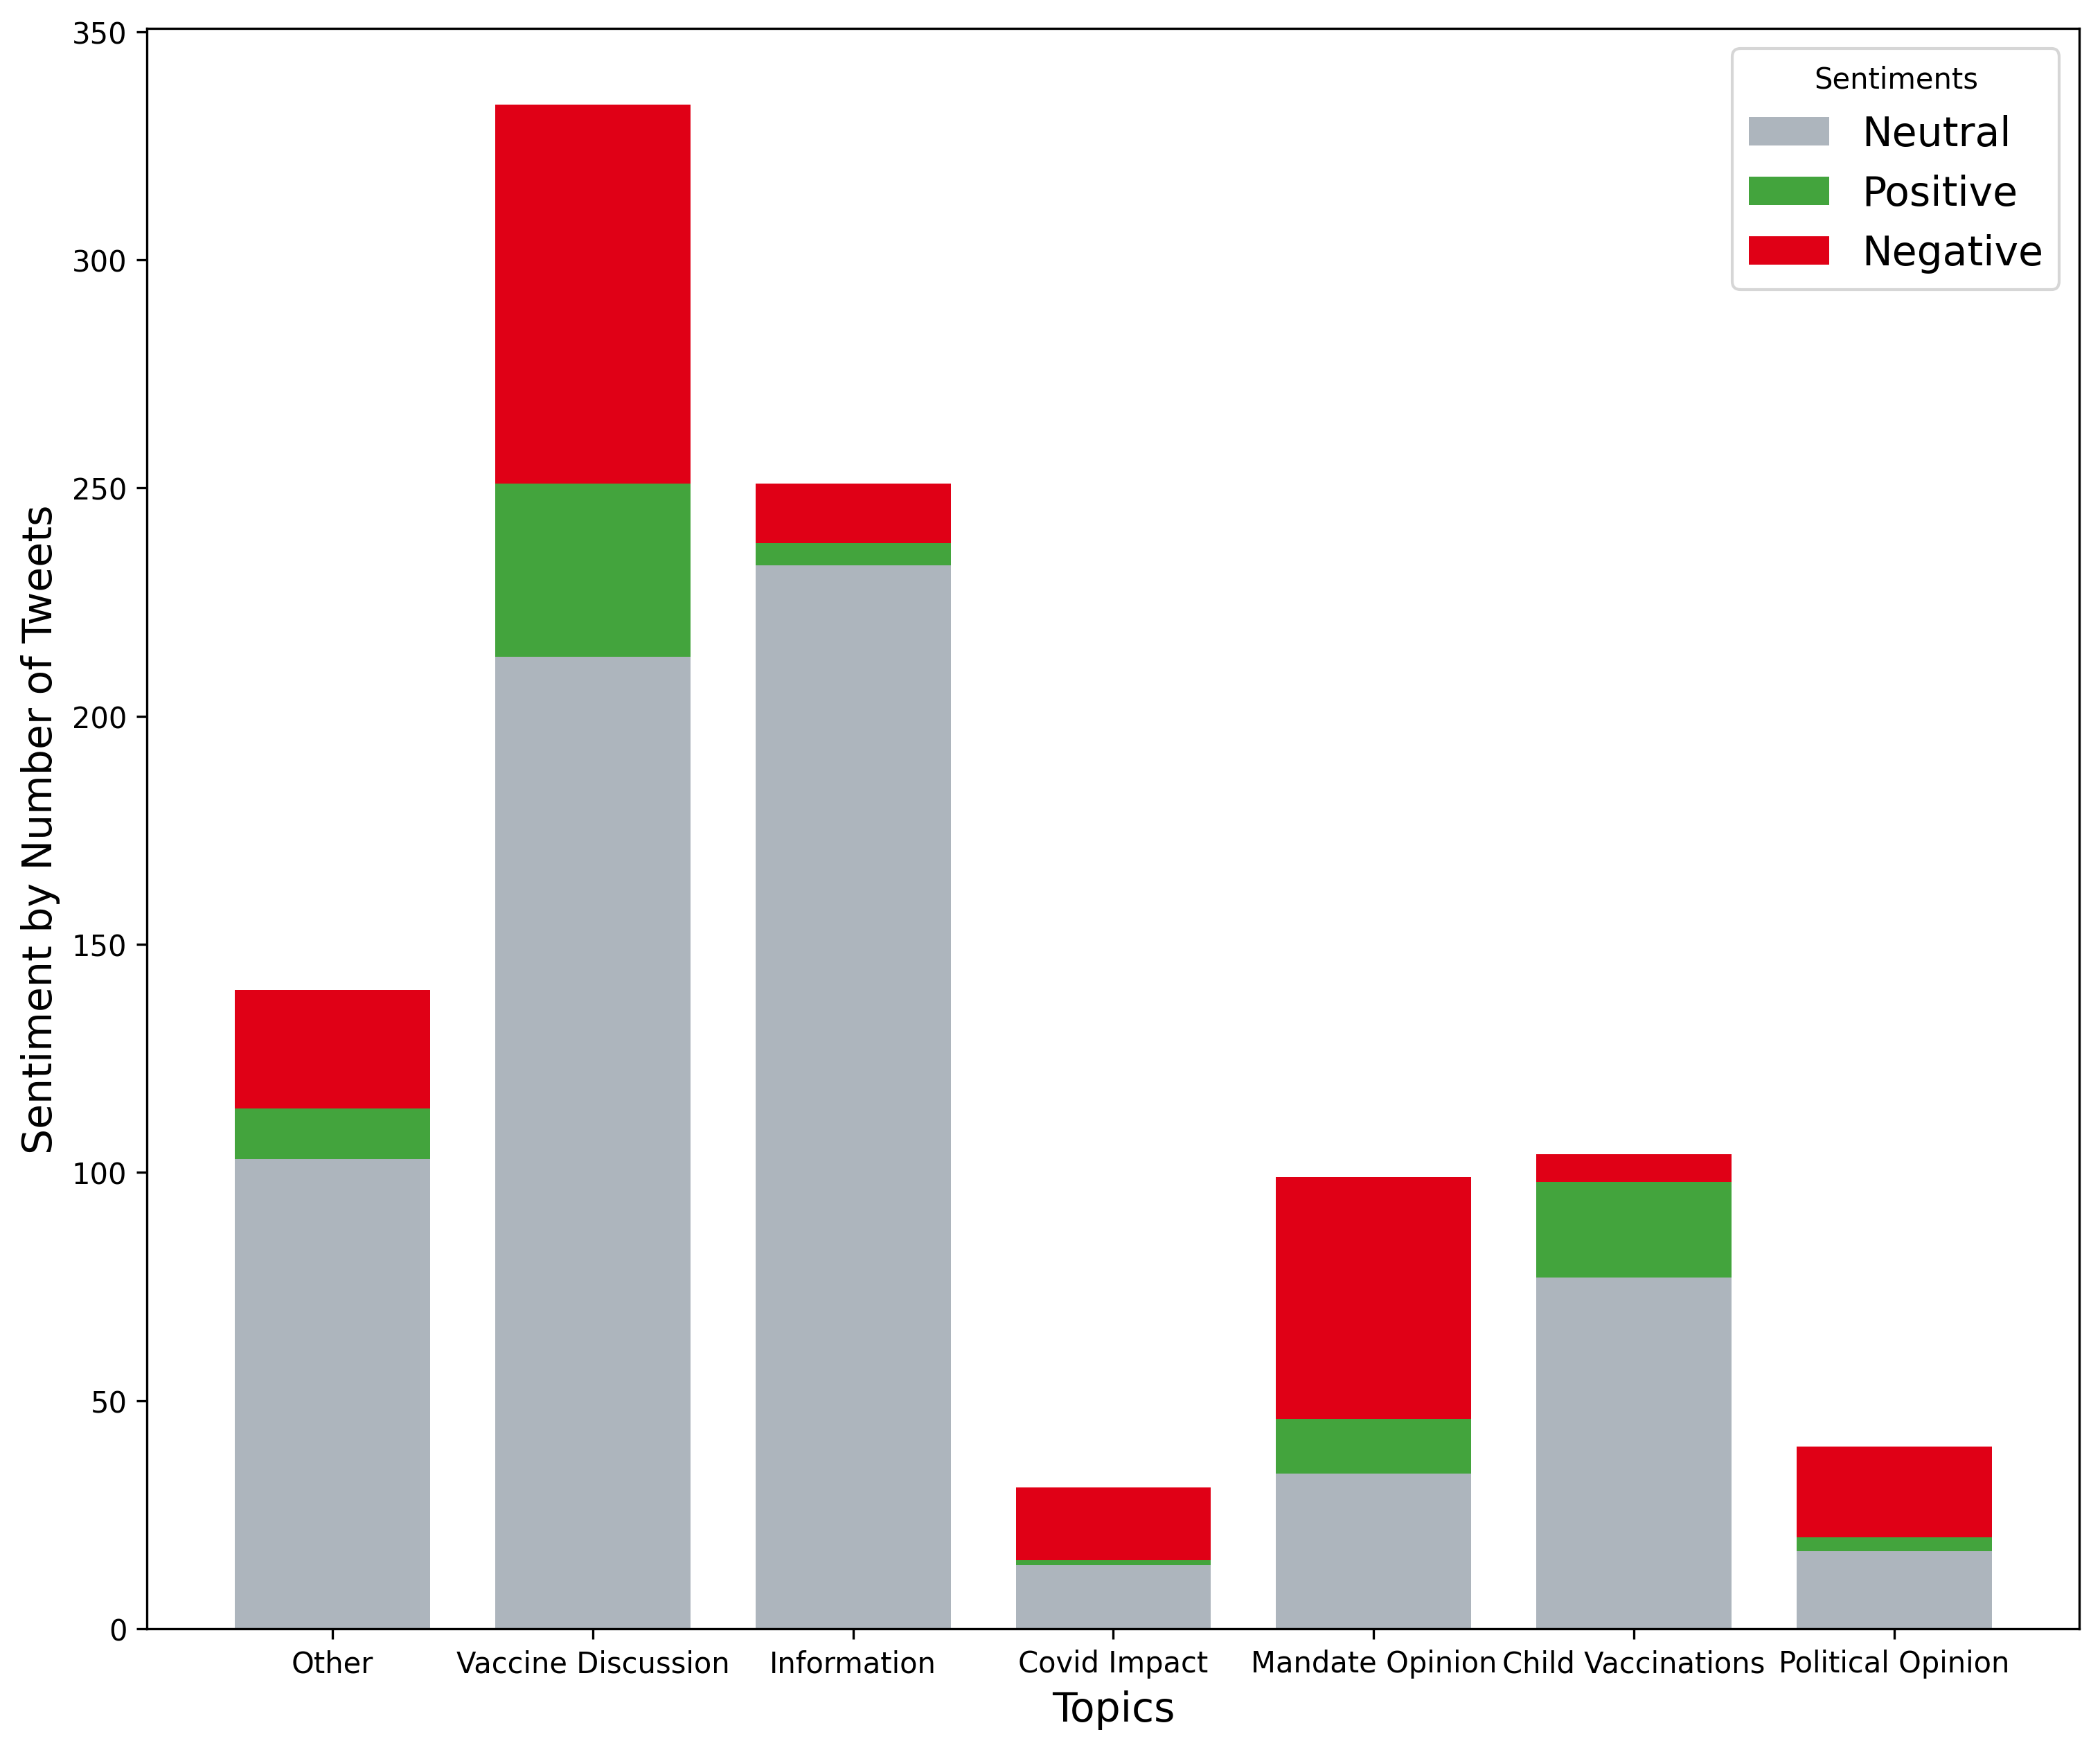 Sentiment by Number of Tweets
350
300
250
200
150
100
50
0
Sentiments
Neutral
Positive
Negative
Other
Vaccine Discussion
Information
Covid Impact
Mandate Opinion
Child Vaccinations
Political Opinion
Topics